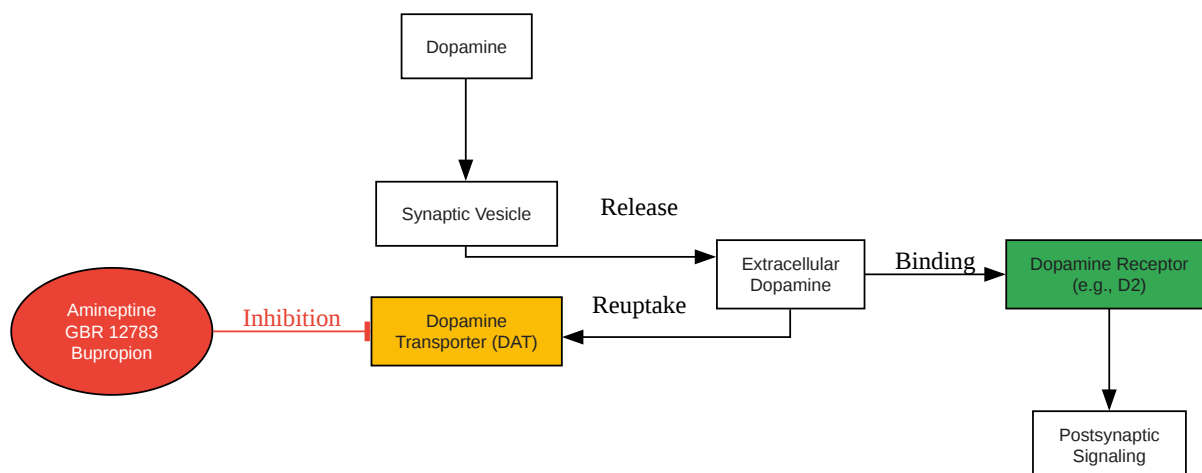 Dopamine
Synaptic Vesicle
Release
Extracellular
Dopamine
Binding
Dopamine Receptor
(e.g., D2)
Amineptine
GBR 12783
Bupropion
Inhibition
Dopamine
Transporter (DAT)
Reuptake
Postsynaptic
Signaling